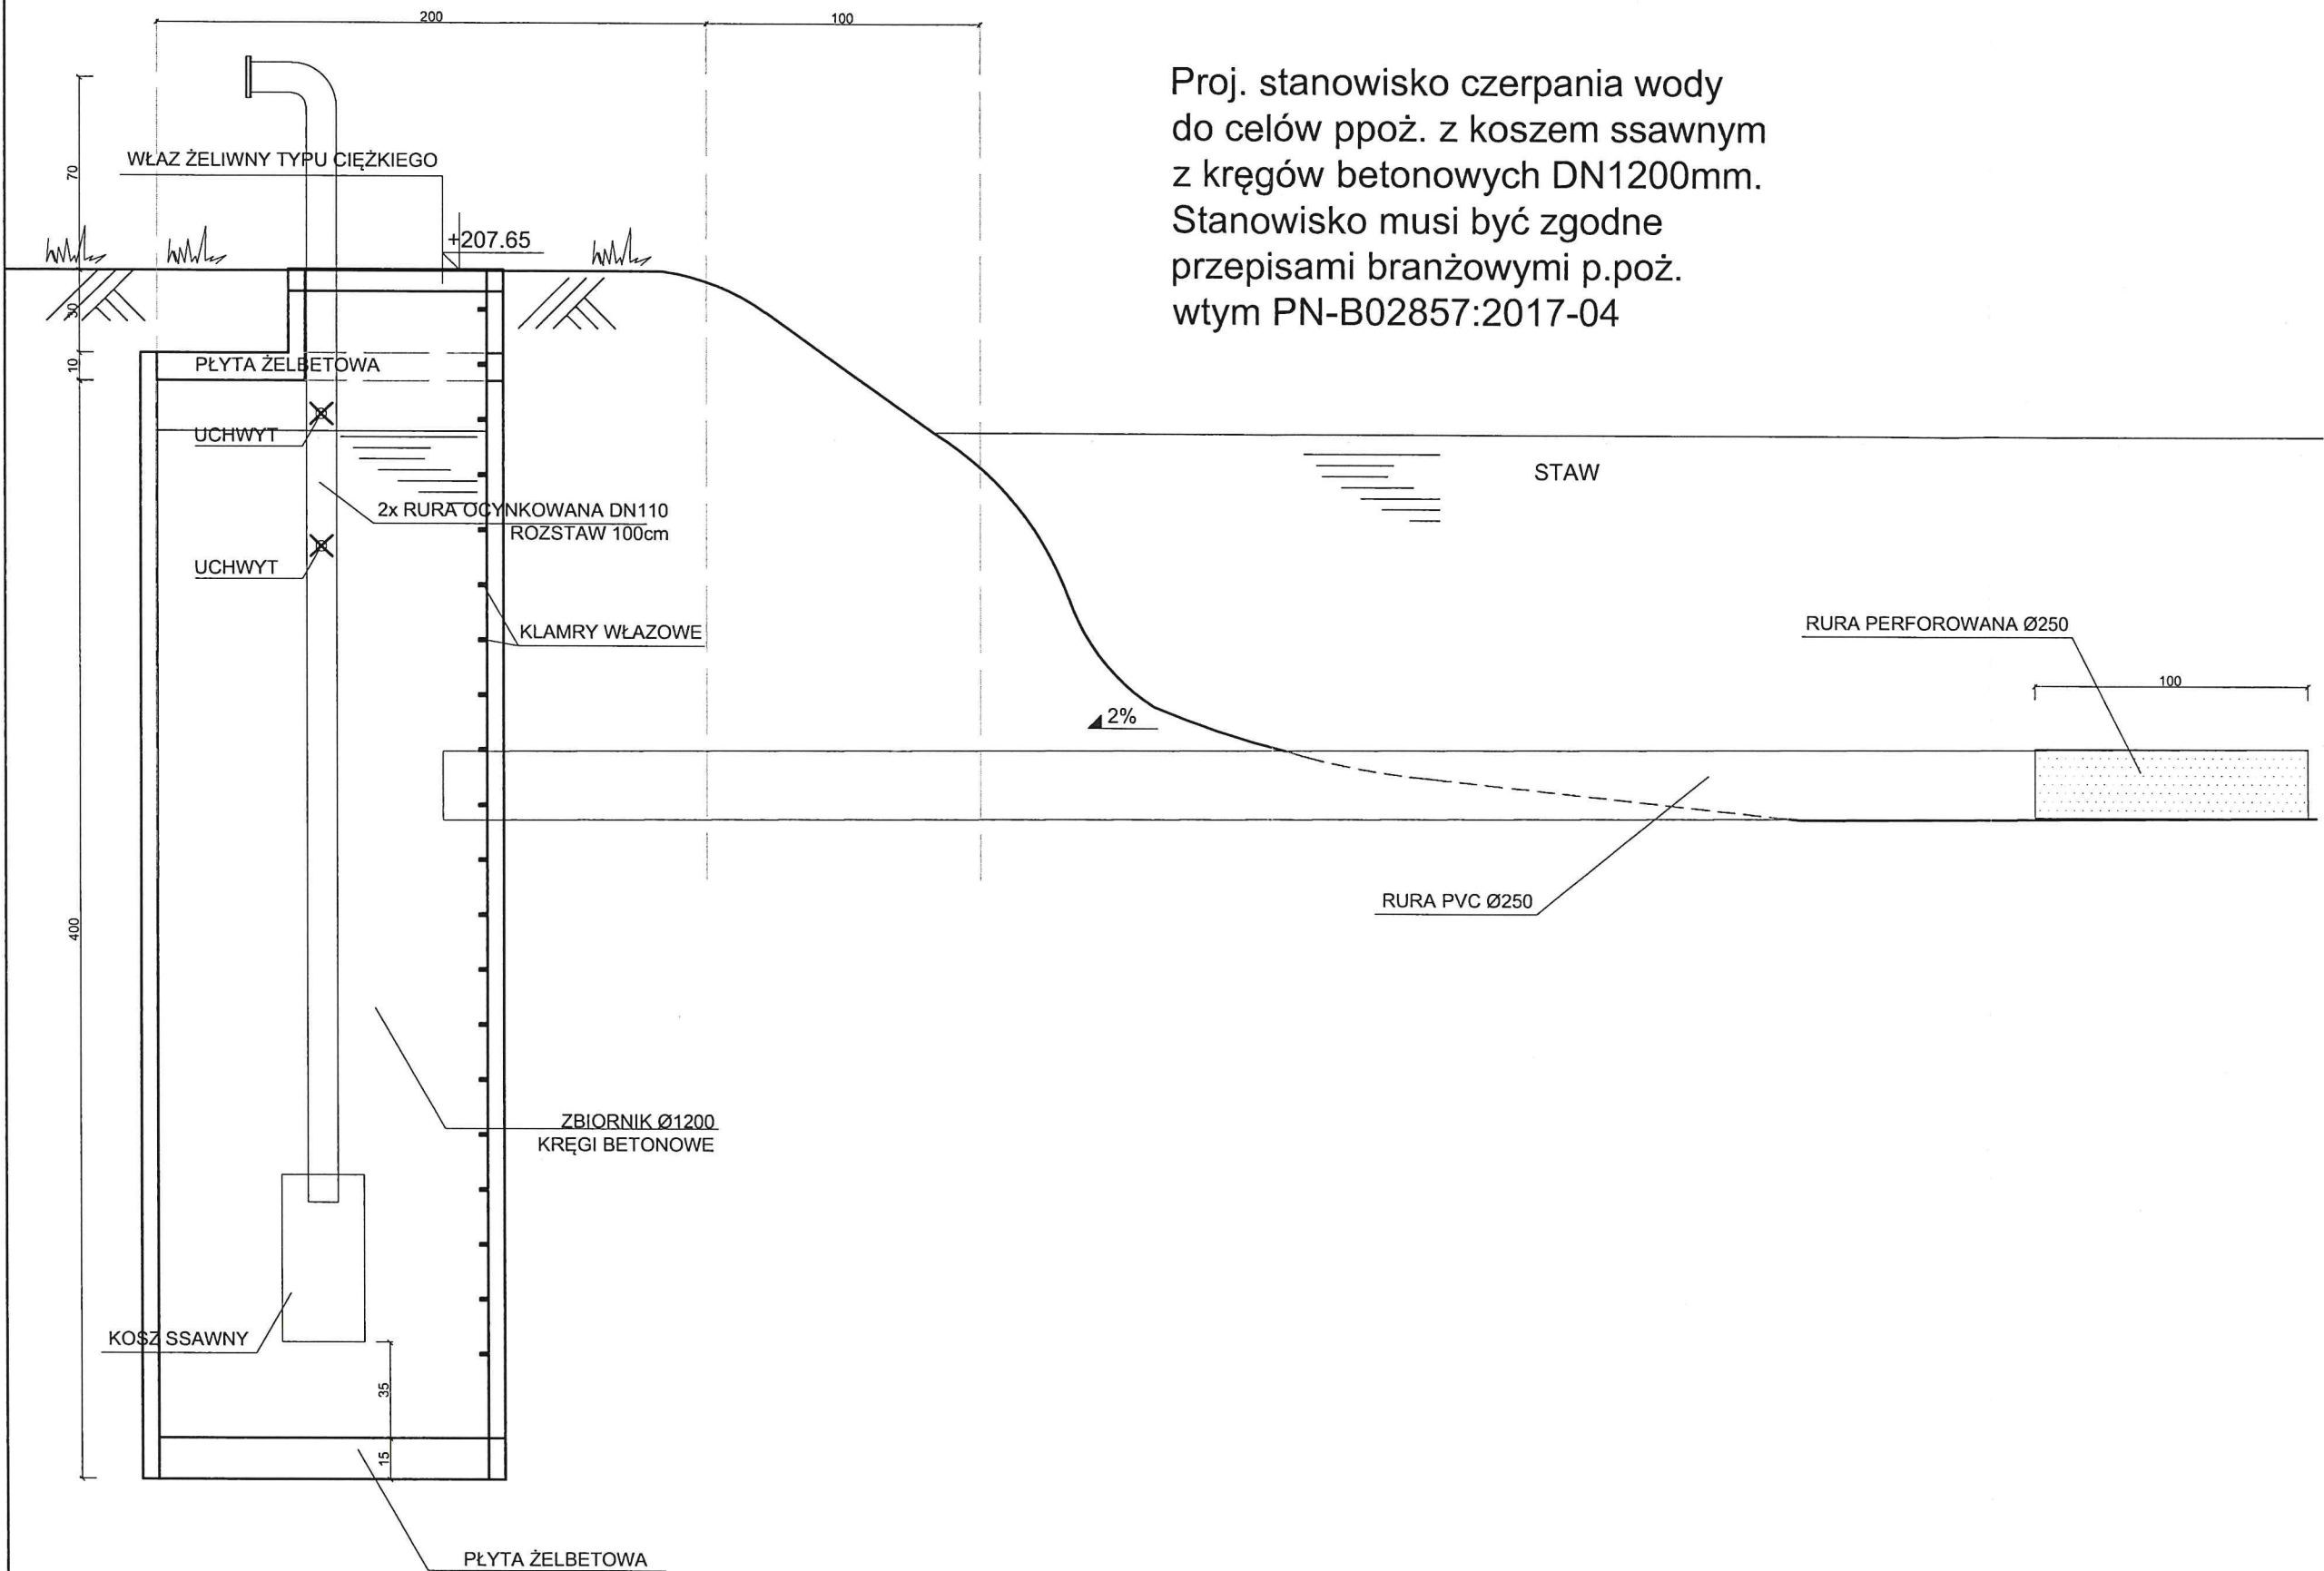 200
100
Proj. stanowisko czerpania wody
do celów ppoż. z koszem ssawnym
z kręgów betonowych DN1200mm.
Stanowisko musi być zgodne
przepisami branżowymi p.poż.
wtym PN-B02857:2017-04
WŁAZ ŻELIWNY TYPU CIĘŻKIEGO
70
+207.65
30
10
PŁYTA ŻELBETOWA
UCHWYT
STAW
2x RURA OCYNKOWANA DN110
ROZSTAW 100cm
UCHWYT
KLAMRY WŁAZOWE
RURA PERFOROWANA Ø250
100
2%
RURA PVC Ø250
400
ZBIORNIK Ø1200
KRĘGI BETONOWE
KOSZ SSAWNY
35
15
PŁYTA ŻELBETOWA